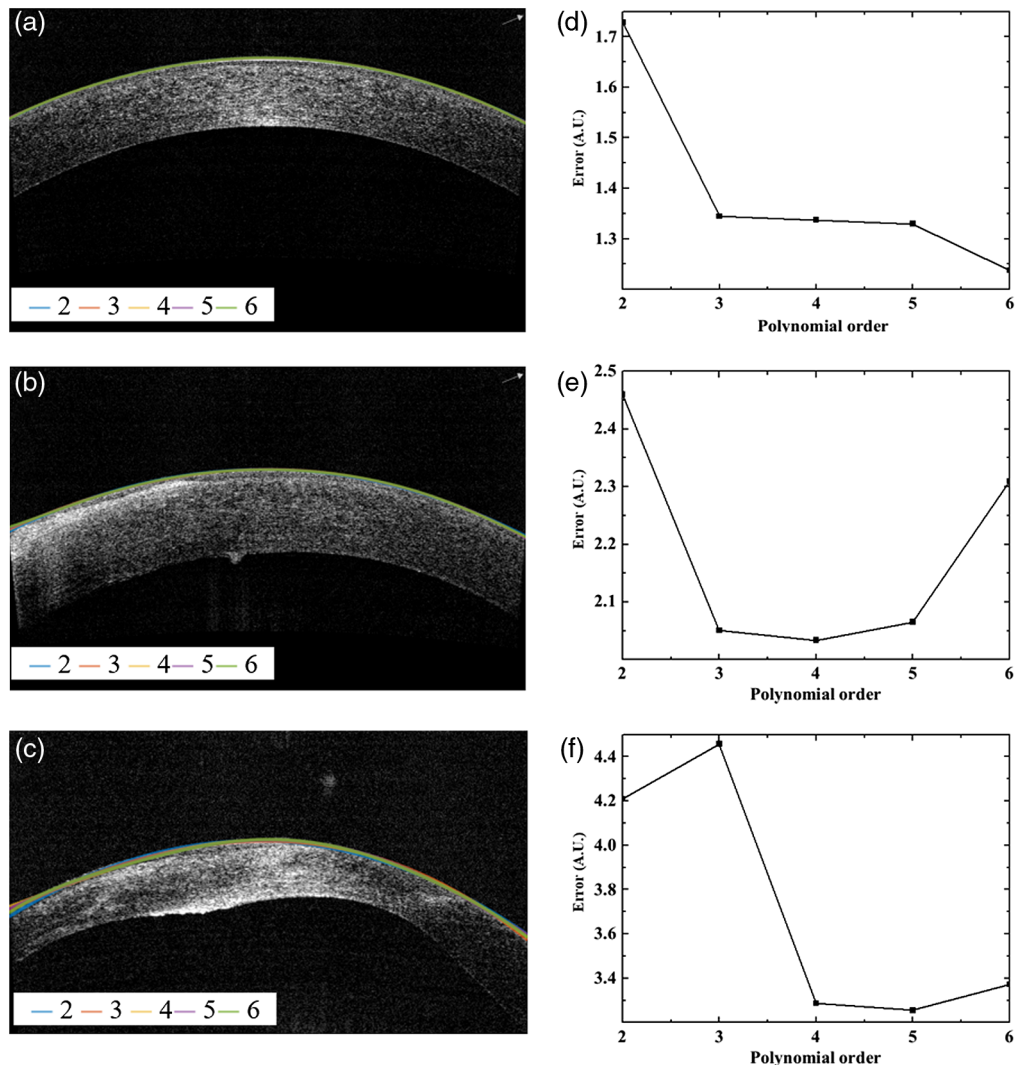 (a)
2 3 4 5 6
(d)
1.7
1.6
1.5
1.4
1.3
Error (A.U.)
2 3 4 5 6
Polynomial order
(b)
2 3 4 5 6
(e)
2.5
2.4
2.3
2.2
2.1
Error (A.U.)
2 3 4 5 6
Polynomial order
(c)
2 3 4 5 6
(f)
4.4
4.2
4.0
3.8
3.6
3.4
Error (A.U.)
2 3 4 5 6
Polynomial order